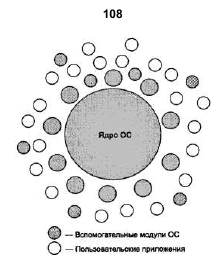 108
Ядро ОС
— Вспомогательные модули ОС
— Пользовательские приложения